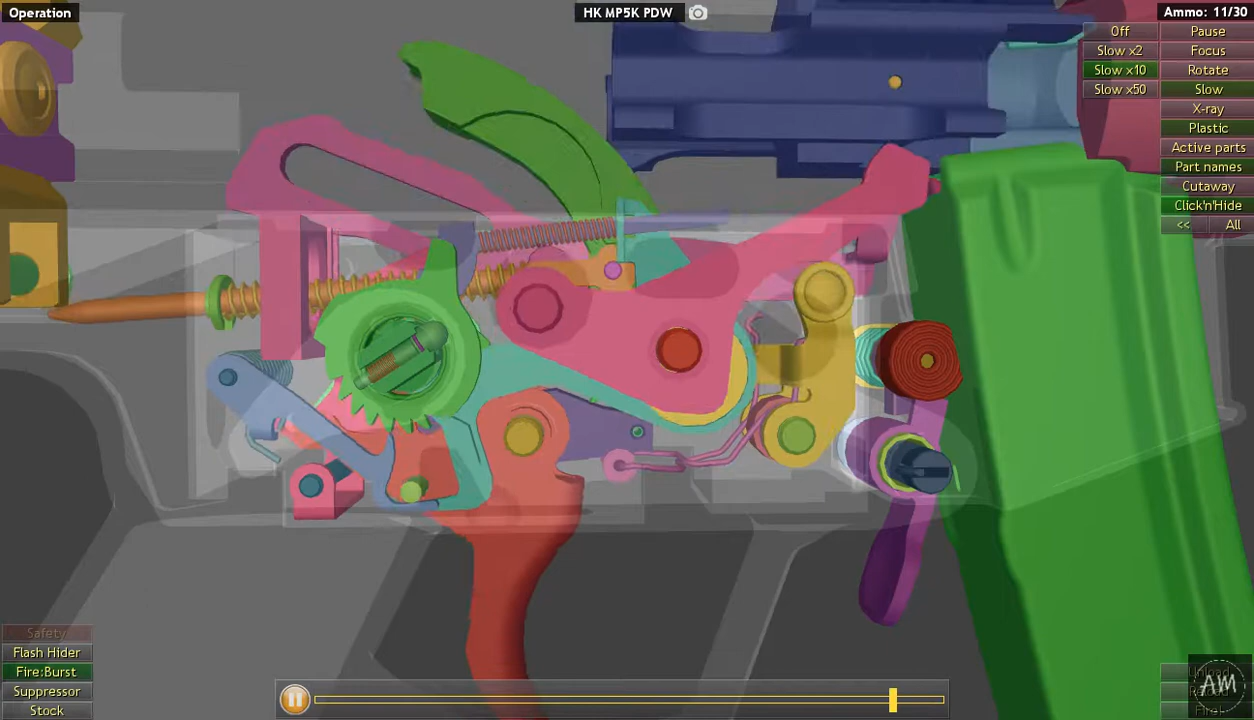 Operation
HK MP5K PDW
Ammo: 11/30
Off
Pause
Slow x2
Focus
Slow x10
Rotate
Slow x50
Slow
X-ray
Plastic
Active parts
Part names
Cutaway
Click'n'Hide
<< All
Safety
Flash Hider
Fire:Burst
Suppressor
Stock
AM